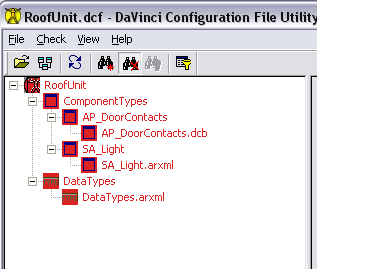 RoofUnit.dcf - DaVinci Configuration File Utility
File Check View Help
RoofUnit
ComponentTypes
AP_DoorContacts
AP_DoorContacts.dcb
SA_Light
SA_Light.arxml
DataTypes
DataTypes.arxml